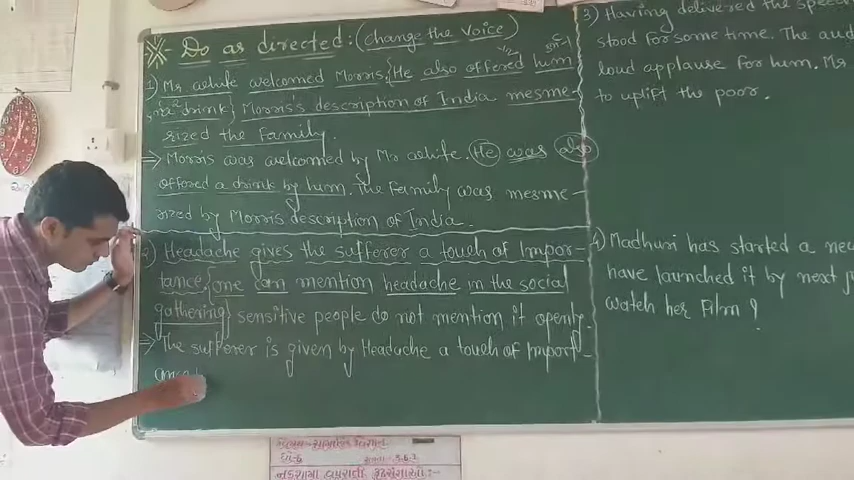 Do as directed: (change the voice)
1) Mr. white welcomed Morris. {He also offered him
drink} Morris's description of India mesme-
rized the family.
⇒ Morris was welcomed by Mr white. He was also
offered a drink by him. The family was mesme-
rized by Morris description of India.
2) Headache gives the sufferer a touch of impor-
tance, {one can mention headache in the social
gathering} sensitive people do not mention it openly.
⇒ The sufferer is given by Headache a touch of import-
ance
3) Having delivered the speec
stood for some time. The aud
loud applause for him. Mr
to uplift the poor.
4) Madhuri has started a new
have launched it by next j
watch her film?